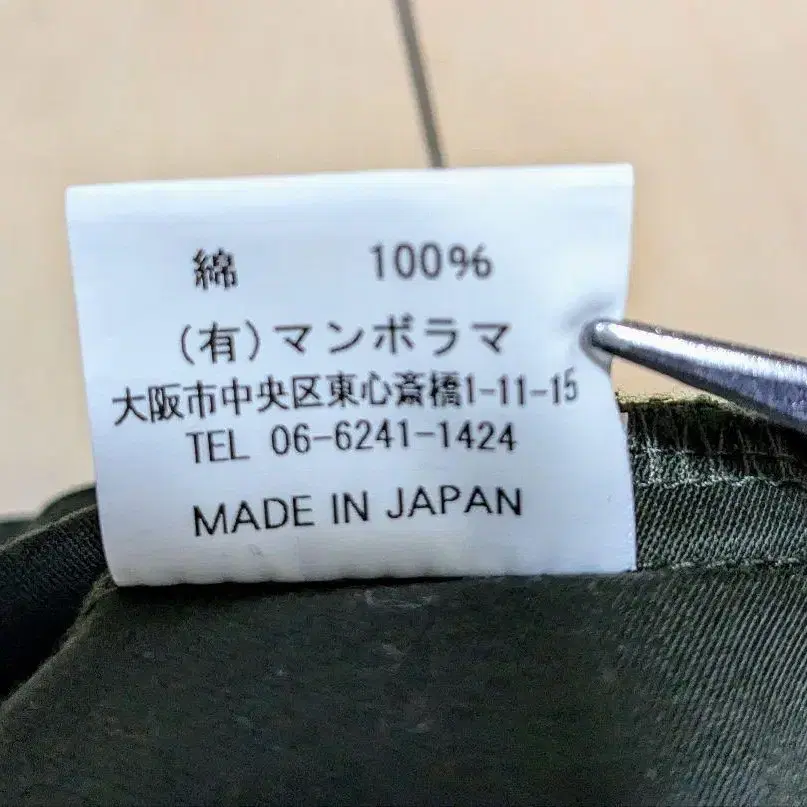 綿 100%
(有)マンボラマ
大阪市中央区東心斎橋1-11-15
TEL 06-6241-1424
MADE IN JAPAN